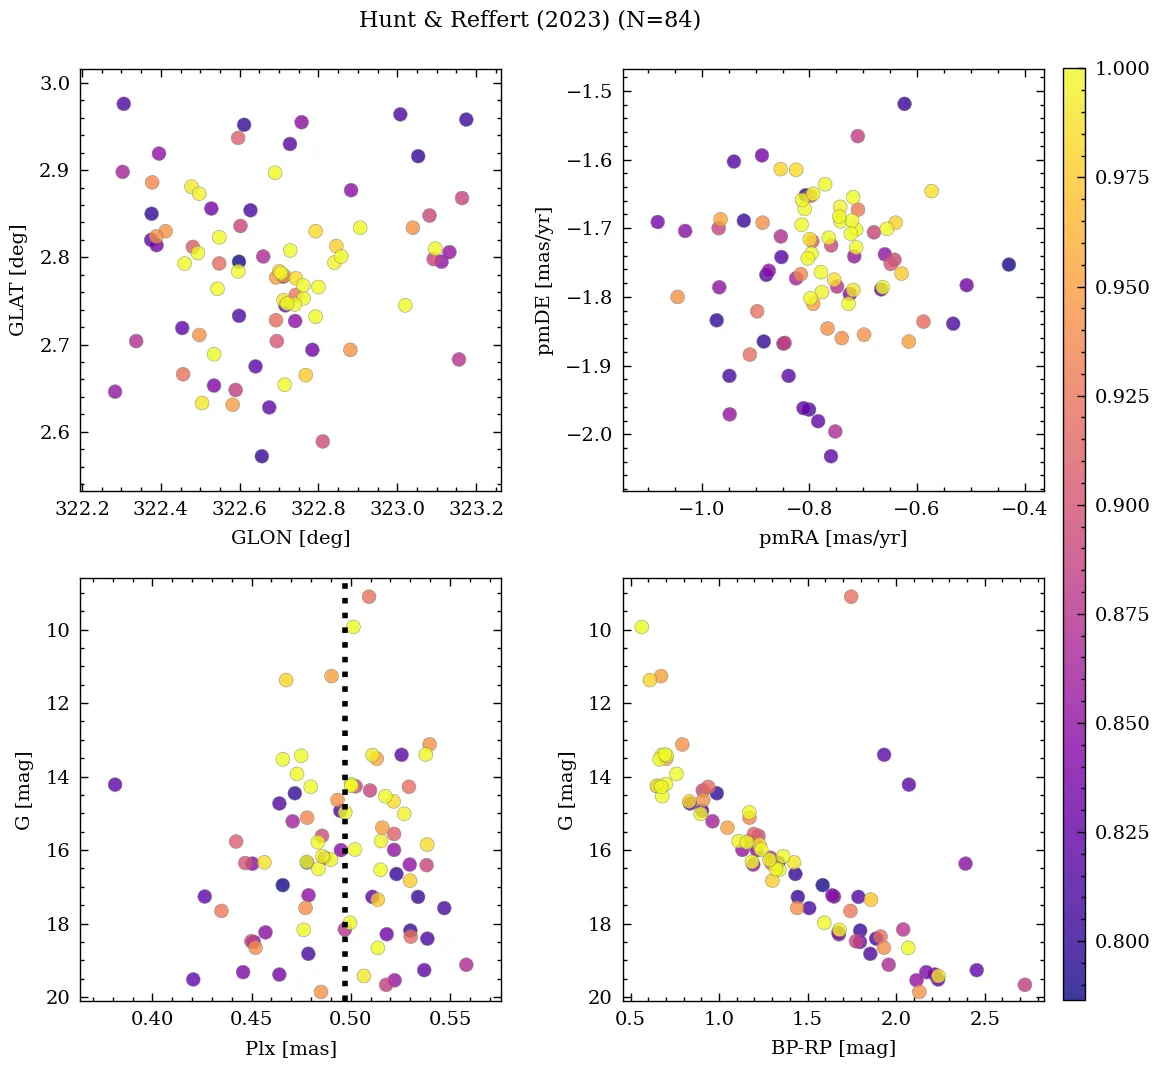 Hunt & Reffert (2023) (N=84)
3.0
2.9
2.8
2.7
2.6
GLAT [deg]
322.2 322.4 322.6 322.8 323.0 323.2
GLON [deg]
−1.5
−1.6
−1.7
−1.8
−1.9
−2.0
pmDE [mas/yr]
−1.0 −0.8 −0.6 −0.4
pmRA [mas/yr]
10
12
14
16
18
20
G [mag]
0.40 0.45 0.50 0.55
Plx [mas]
10
12
14
16
18
20
G [mag]
0.5 1.0 1.5 2.0 2.5
BP-RP [mag]
1.000
0.975
0.950
0.925
0.900
0.875
0.850
0.825
0.800